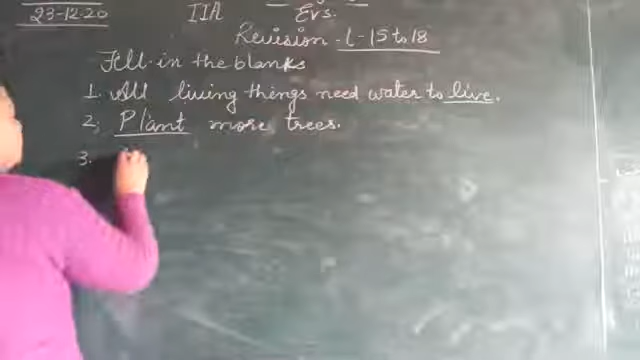 23-12-20 IIA Evs.
Revision - L-15 to 18
Fill in the blanks
1. All living things need water to live.
2. Plant more trees.
3.